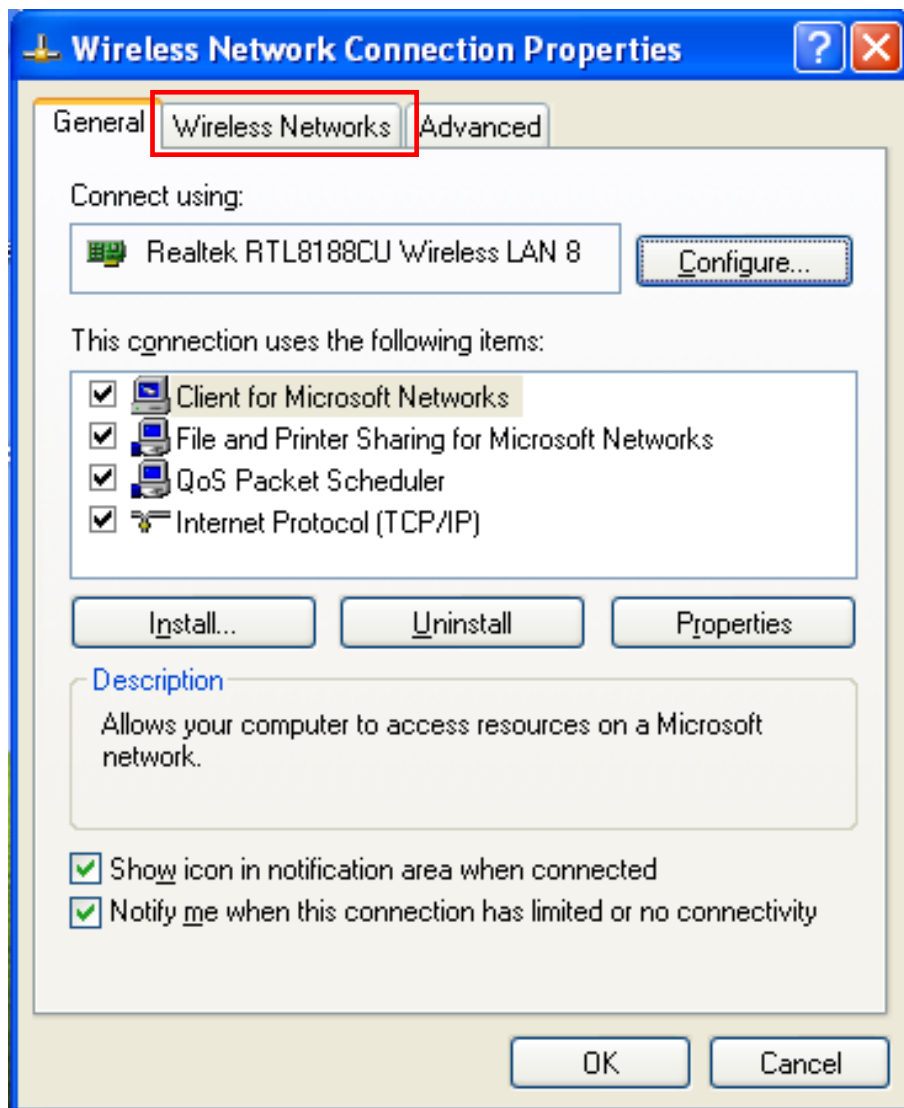 Wireless Network Connection Properties
General Wireless Networks Advanced
Connect using:
Realtek RTL8188CU Wireless LAN 8
Configure...
This connection uses the following items:
Client for Microsoft Networks
File and Printer Sharing for Microsoft Networks
QoS Packet Scheduler
Internet Protocol (TCP/IP)
Install... Uninstall Properties
Description
Allows your computer to access resources on a Microsoft
network.
Show icon in notification area when connected
Notify me when this connection has limited or no connectivity
OK Cancel